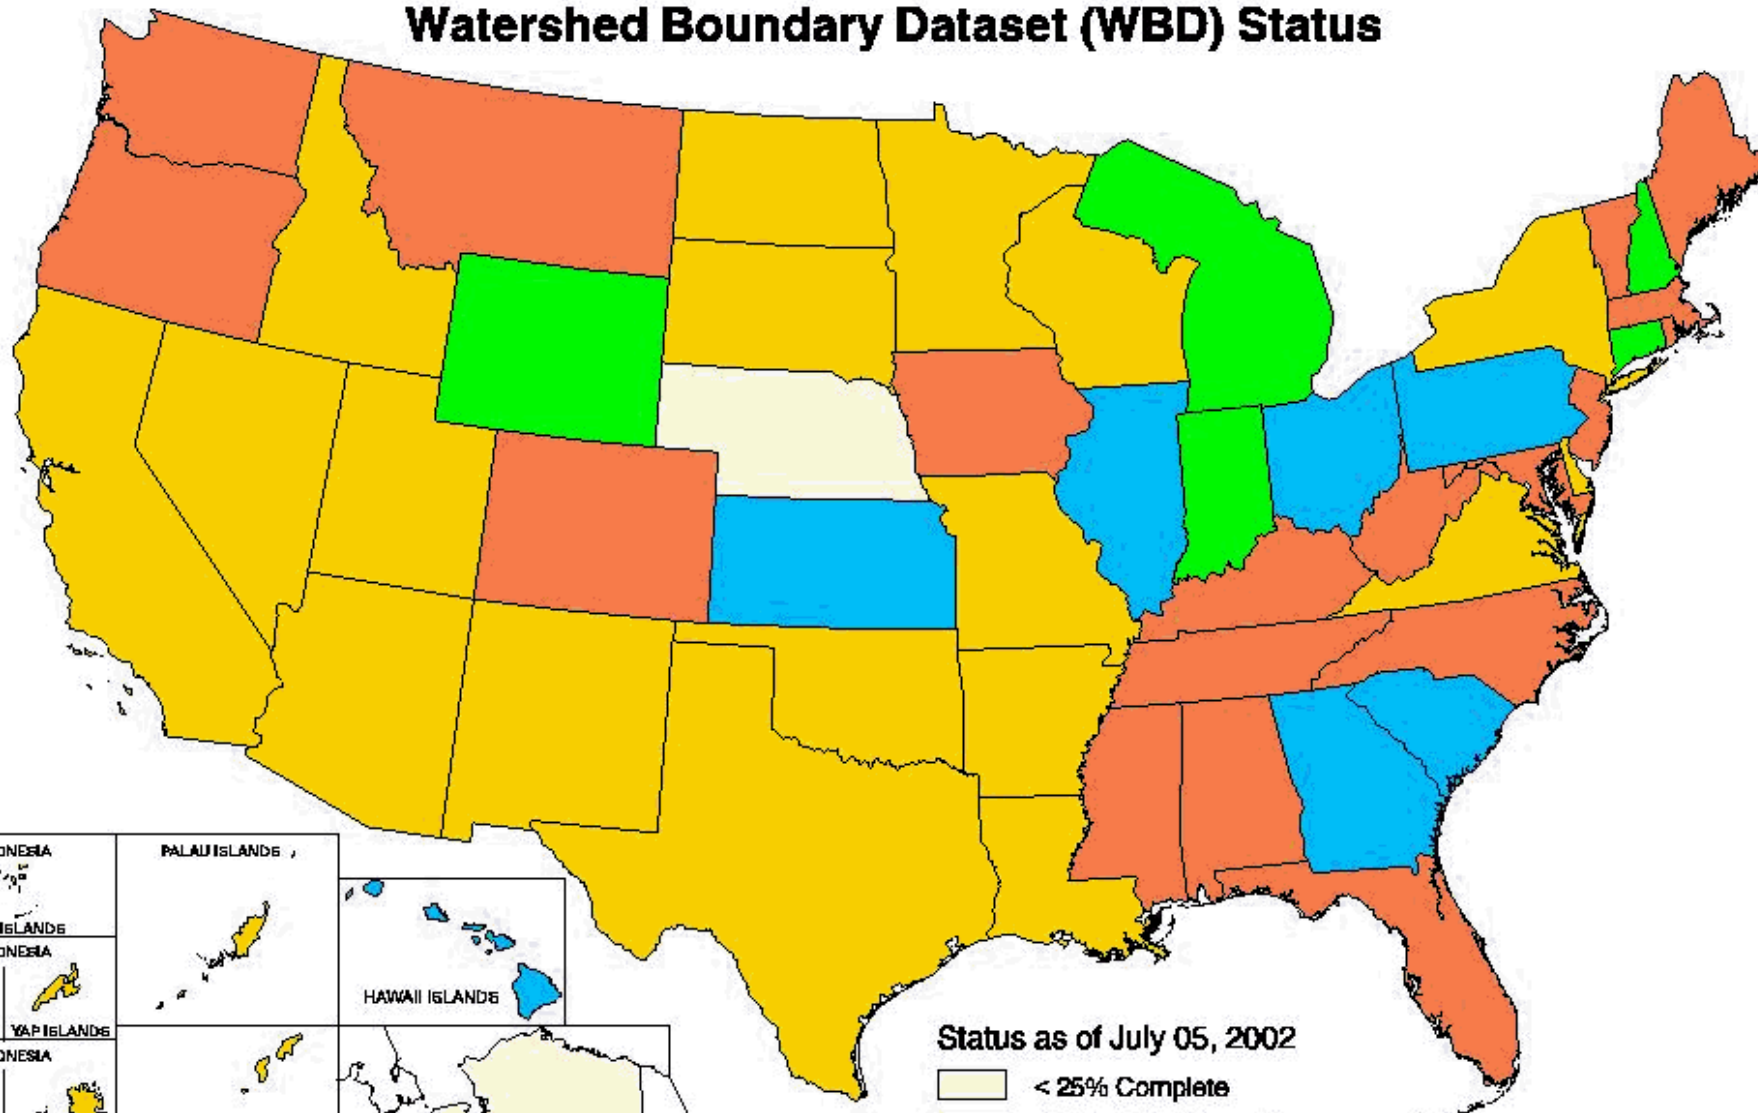 Watershed Boundary Dataset (WBD) Status
PALAU ISLANDS
ISLANDS
HAWAII ISLANDS
YAP ISLANDS
Status as of July 05, 2002
< 25% Complete